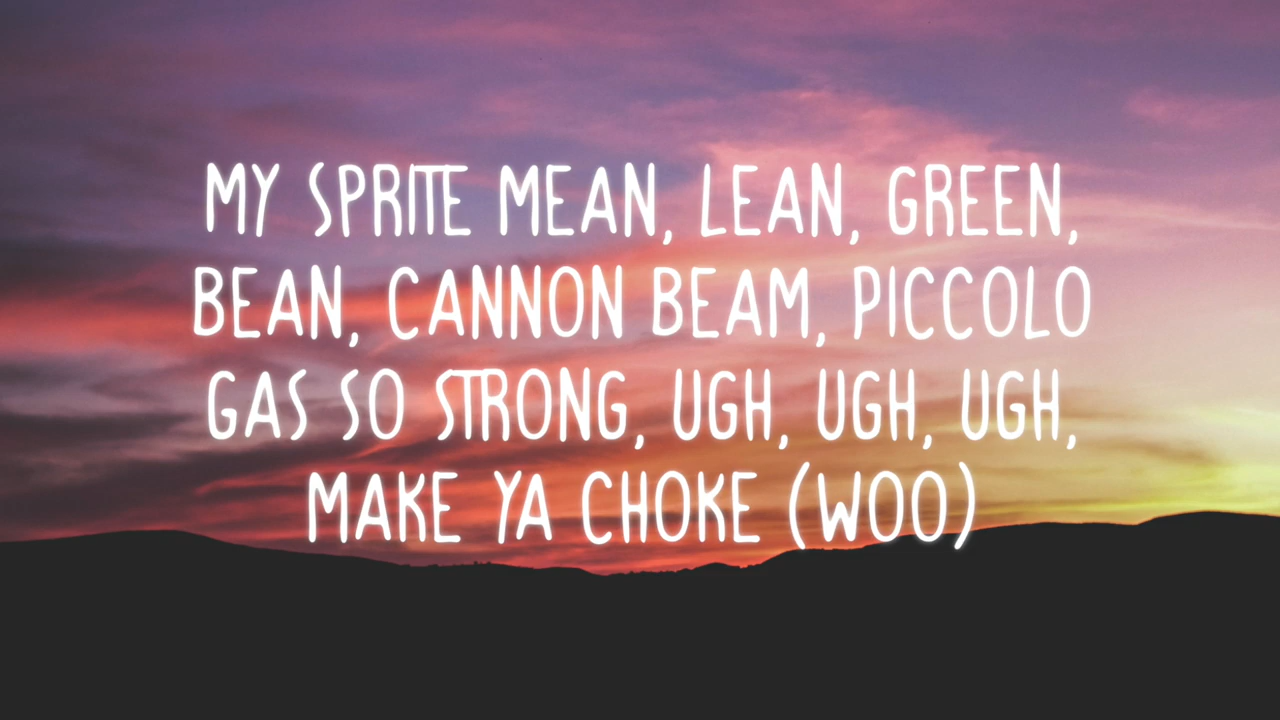 MY SPRITE MEAN, LEAN, GREEN,
BEAN, CANNON BEAM, PICCOLO
GAS SO STRONG, UGH, UGH, UGH,
MAKE YA CHOKE (WOO)